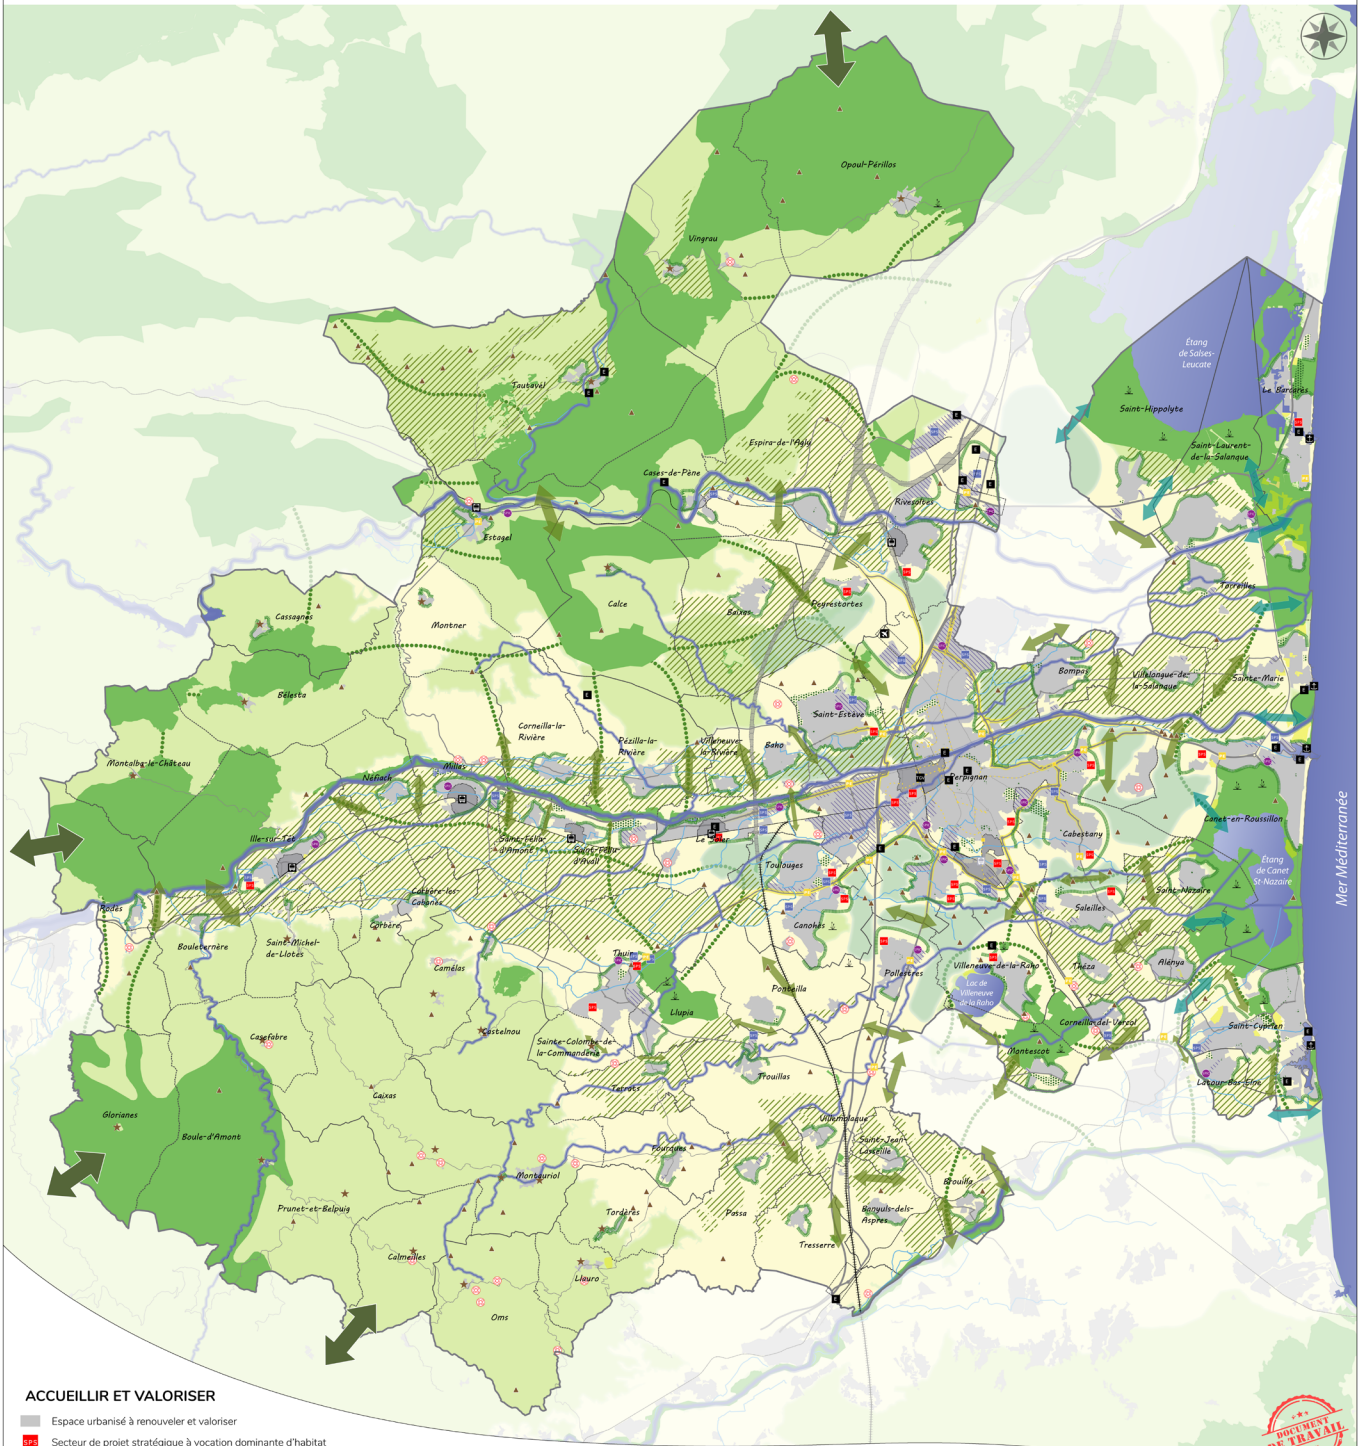 Opoul-Périllos
Vingrau
Étang
de Salses-
Leucate
Le Barcarès
Tautavel
Saint-Hippolyte
Saint-Laurent-
de-la-Salanque
Espira-de-l'Agly
Cases-de-Pène
Rivesaltes
Estagel
Torreilles
Cassagnes
Calce
Baixas
Peyrestortes
Montner
Bompas
Villelongue-de-
la-Salanque
Sainte-Marie
Bélesta
Corneilla-la-
Rivière
Pézilla-la-
Rivière
Villeneuve-
la-Rivière
Saint-Estève
Baho
Montalba-le-Château
Millas
Néfiach
Perpignan
Mer Méditerranée
Canet-en-Roussillon
Ille-sur-Têt
Saint-Féliu-
d'Amont
Saint-Féliu-
d'Avall
Le Soler
Cabestany
Toulouges
Étang
de Canet
St-Nazaire
Saint-Nazaire
Corbère-les-
Cabanes
Rodès
Corbère
Saleilles
Bouleternère
Saint-Michel-
de-Llotes
Canohès
Thuir
Camélas
Pollestres
Villeneuve-de-la-Raho
Théza
Alénya
Lac de
Villeneuve
de la Raho
Ponteilla
Llupia
Castelnou
Casefabre
Sainte-Colombe-de-
la-Commanderie
Corneilla-del-Vercol
Saint-Cyprien
Montescot
Trouillas
Terrats
Latour-Bas-Elne
Caixas
Glorianes
Boule-d'Amont
Villemolaque
Saint-Jean-
Lasseille
Fourques
Montauriol
Brouilla
Prunet-et-Belpuig
Tordères
Passa
Banyuls-dels-
Aspres
Tresserre
Calmeilles
Llauro
Oms
ACCUEILLIR ET VALORISER
Espace urbanisé à renouveler et valoriser
SPS Secteur de projet stratégique à vocation dominante d'habitat
DOCUMENT
DE TRAVAIL